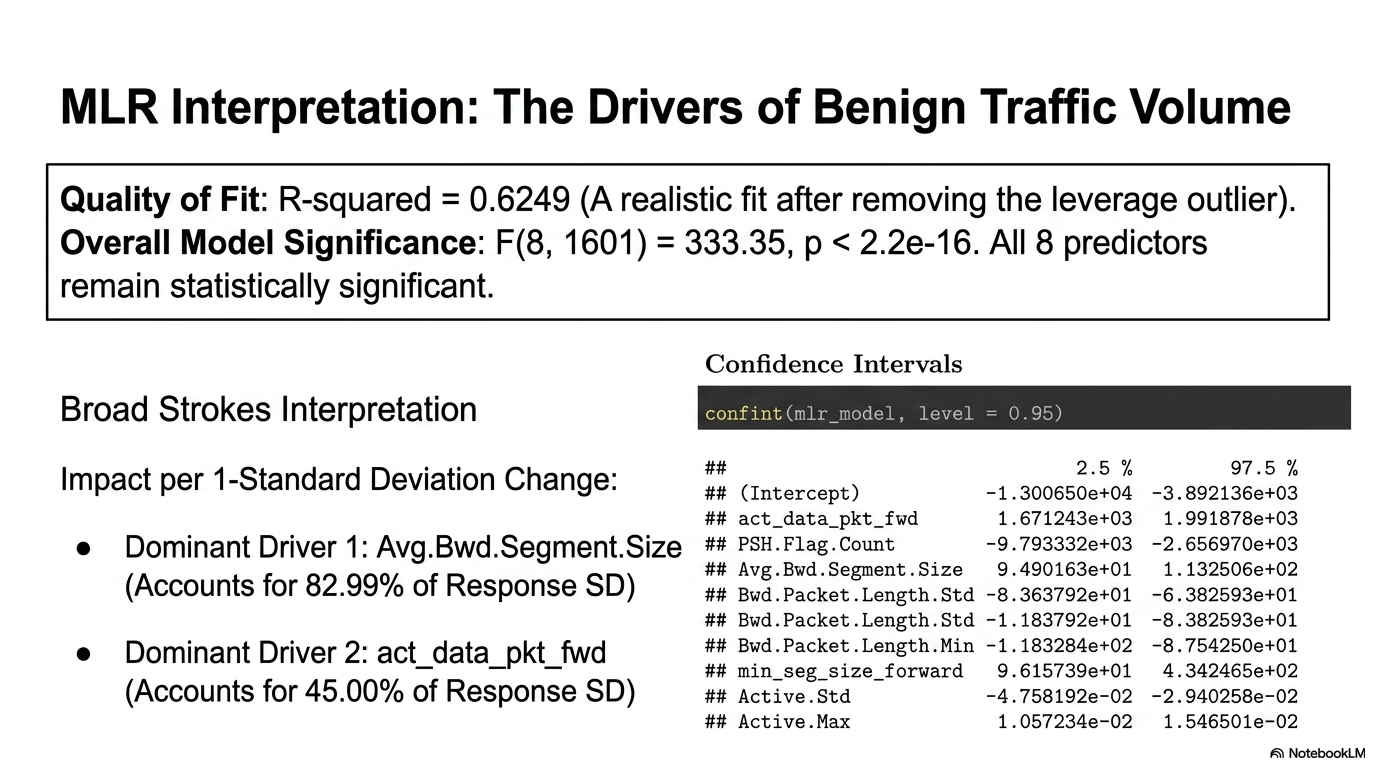 MLR Interpretation: The Drivers of Benign Traffic Volume
Quality of Fit: R-squared = 0.6249 (A realistic fit after removing the leverage outlier).
Overall Model Significance: F(8, 1601) = 333.35, p < 2.2e-16. All 8 predictors
remain statistically significant.
Broad Strokes Interpretation
Impact per 1-Standard Deviation Change:
● Dominant Driver 1: Avg.Bwd.Segment.Size
(Accounts for 82.99% of Response SD)
● Dominant Driver 2: act_data_pkt_fwd
(Accounts for 45.00% of Response SD)
Confidence Intervals
confint(mlr_model, level = 0.95)
## 2.5 % 97.5 %
## (Intercept) -1.300650e+04 -3.892136e+03
## act_data_pkt_fwd 1.671243e+03 1.991878e+03
## PSH.Flag.Count -9.793332e+03 -2.656970e+03
## Avg.Bwd.Segment.Size 9.490163e+01 1.132506e+02
## Bwd.Packet.Length.Std -8.363792e+01 -6.382593e+01
## Bwd.Packet.Length.Std -1.183792e+01 -8.382593e+01
## Bwd.Packet.Length.Min -1.183284e+02 -8.754250e+01
## min_seg_size_forward 9.615739e+01 4.342465e+02
## Active.Std -4.758192e-02 -2.940258e-02
## Active.Max 1.057234e-02 1.546501e-02
NotebookLM